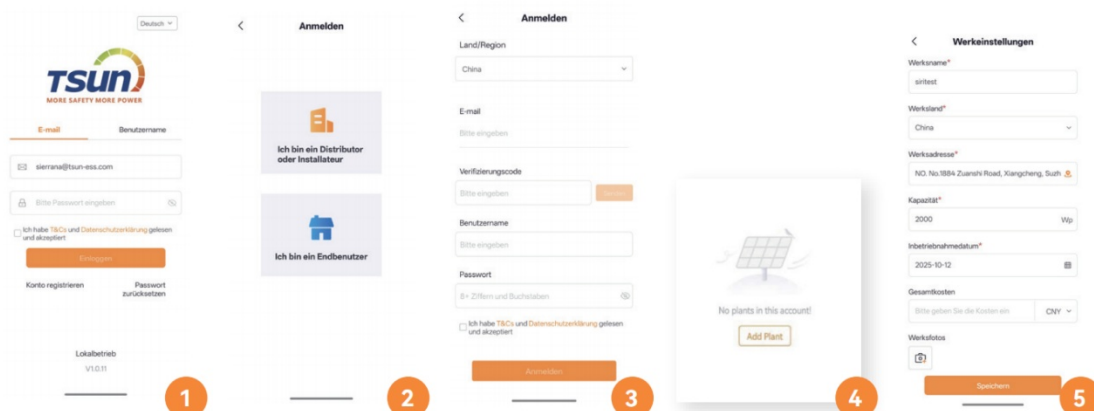 Deutsch
TSUN
MORE SAFETY MORE POWER
E-mail
Benutzername
sierrana@tsun-ess.com
Bitte Passwort eingeben
Ich habe T&Cs und Datenschutzerklärung gelesen
und akzeptiert
Einloggen
Konto registrieren
Passwort
zurücksetzen
Lokalbetrieb
V1.0.11
1
Anmelden
Ich bin ein Distributor
oder Installateur
Ich bin ein Endbenutzer
2
Anmelden
Land/Region
China
E-mail
Bitte eingeben
Verifizierungscode
Bitte eingeben
Benutzername
Bitte eingeben
Passwort
8+ Ziffern und Buchstaben
Ich habe T&Cs und Datenschutzerklärung gelesen
und akzeptiert
Anmelden
3
No plants in this account!
Add Plant
4
Werkeinstellungen
Werksname*
siritest
Werksland*
China
Werksadresse*
NO. No.1884 Zuanshi Road, Xiangcheng, Suzh
Kapazität*
2000 Wp
Inbetriebnahmedatum*
2025-10-12
Gesamtkosten
Bitte geben Sie die Kosten ein CNY
Werksfotos
Speichern
5